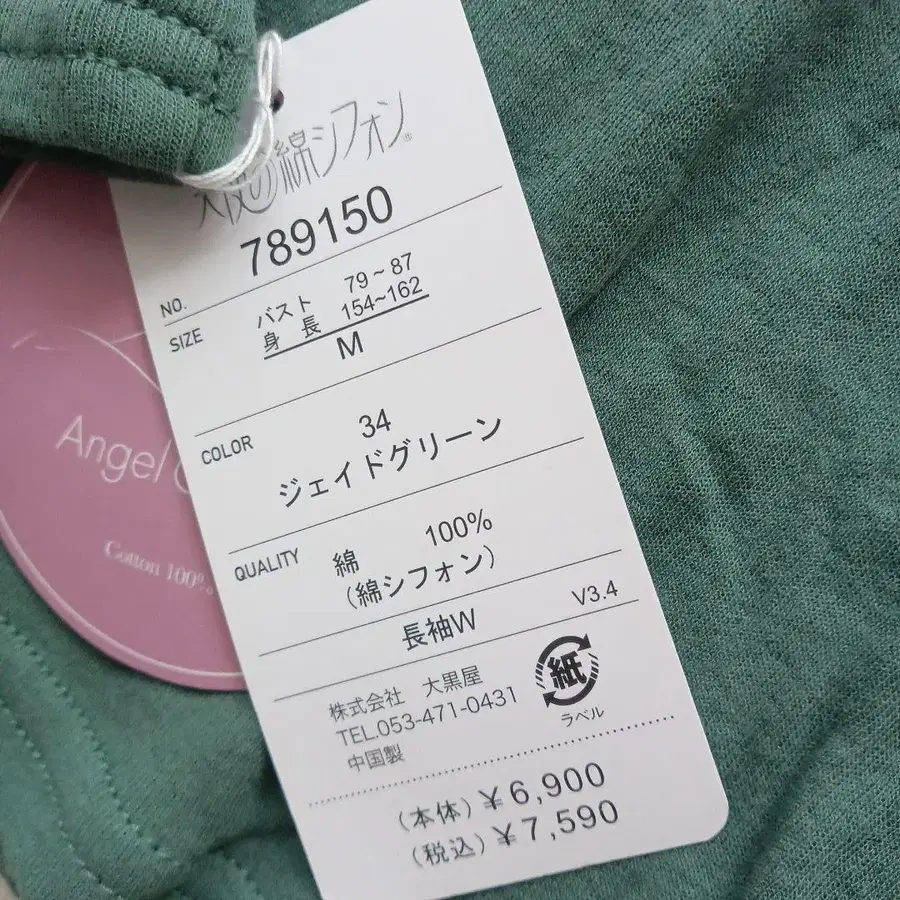 天使の綿シフォン®
NO. 789150
SIZE バスト 79~87
身長 154~162
M
COLOR 34
ジェイドグリーン
QUALITY 綿 100%
(綿シフォン)
長袖W V3.4
株式会社 大黒屋
TEL.053-471-0431
中国製
紙
ラベル
(本体) ¥6,900
(税込) ¥7,590
Angel
Cotton 100%